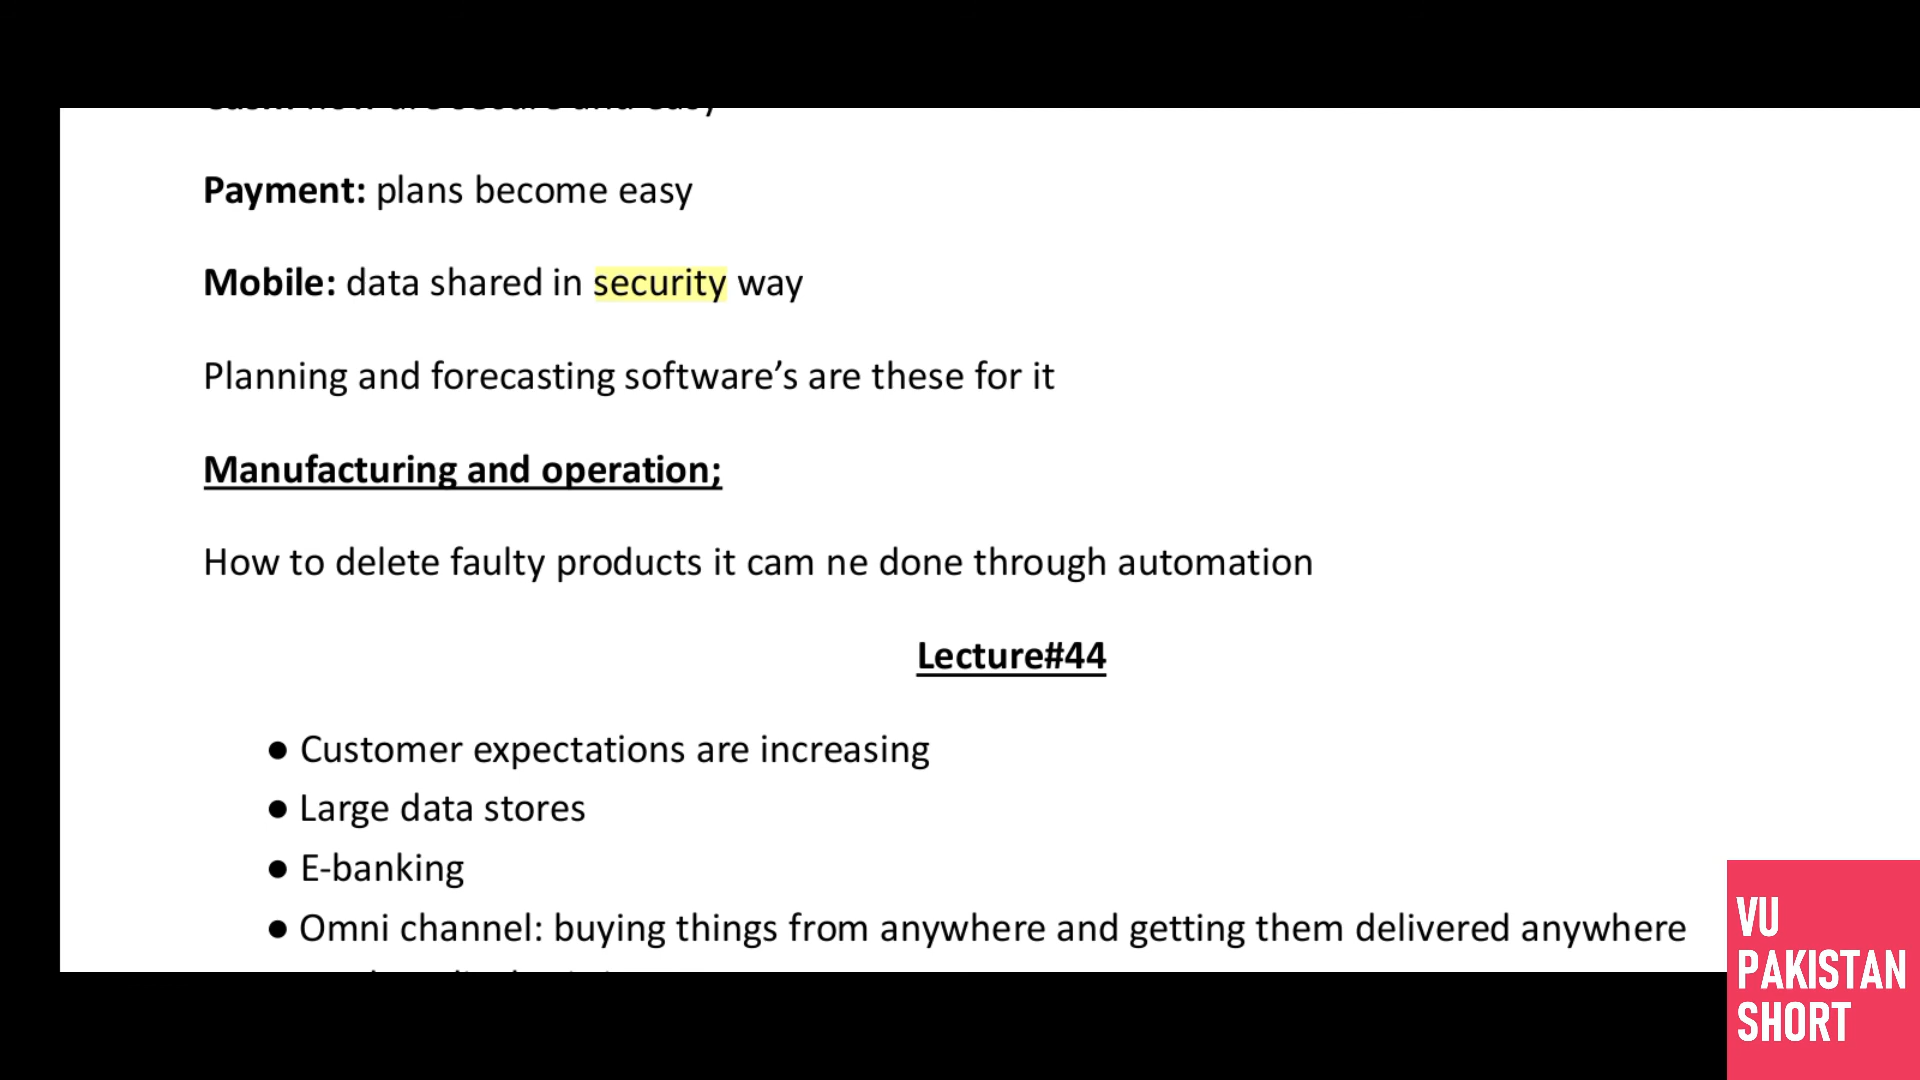 Payment: plans become easy
Mobile: data shared in security way
Planning and forecasting software’s are these for it
Manufacturing and operation;
How to delete faulty products it cam ne done through automation
Lecture#44
● Customer expectations are increasing
● Large data stores
● E-banking
● Omni channel: buying things from anywhere and getting them delivered anywhere
VU
PAKISTAN
SHORT